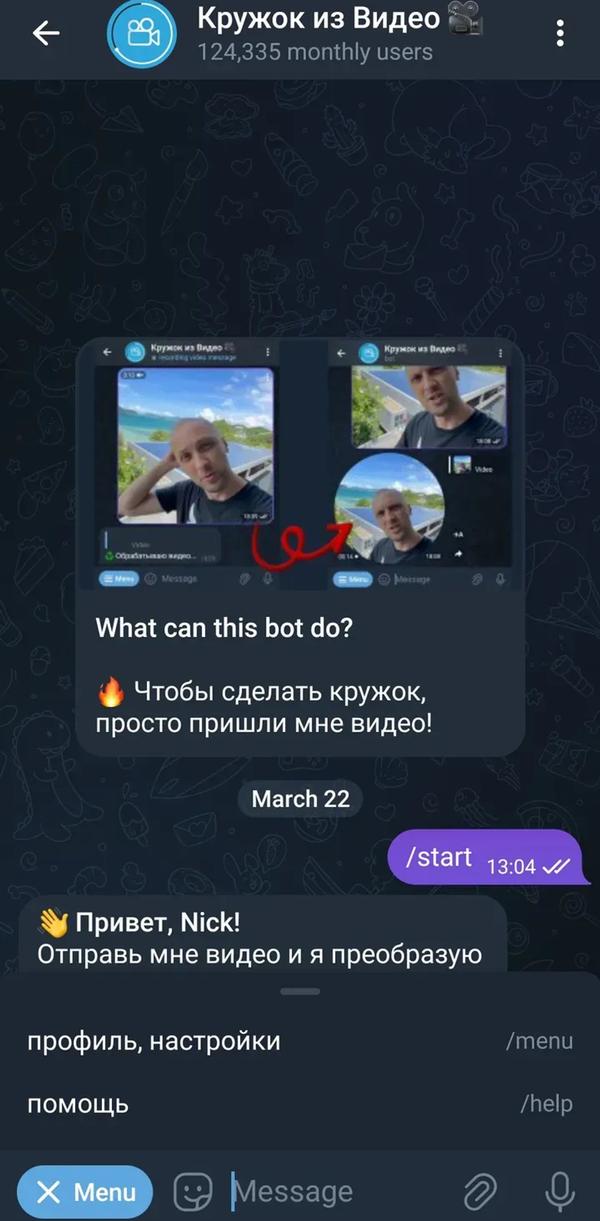 Кружок из Видео 🎥
124,335 monthly users
Кружок из Видео 🎥
recording video message
Video
Обрабатываю видео...
Menu
Message
Кружок из Видео 🎥
bot
Video
Menu
Message
What can this bot do?
🔥 Чтобы сделать кружок,
просто пришли мне видео!
March 22
/start 13:04
👋 Привет, Nick!
Отправь мне видео и я преобразую
профиль, настройки /menu
помощь /help
Menu
Message